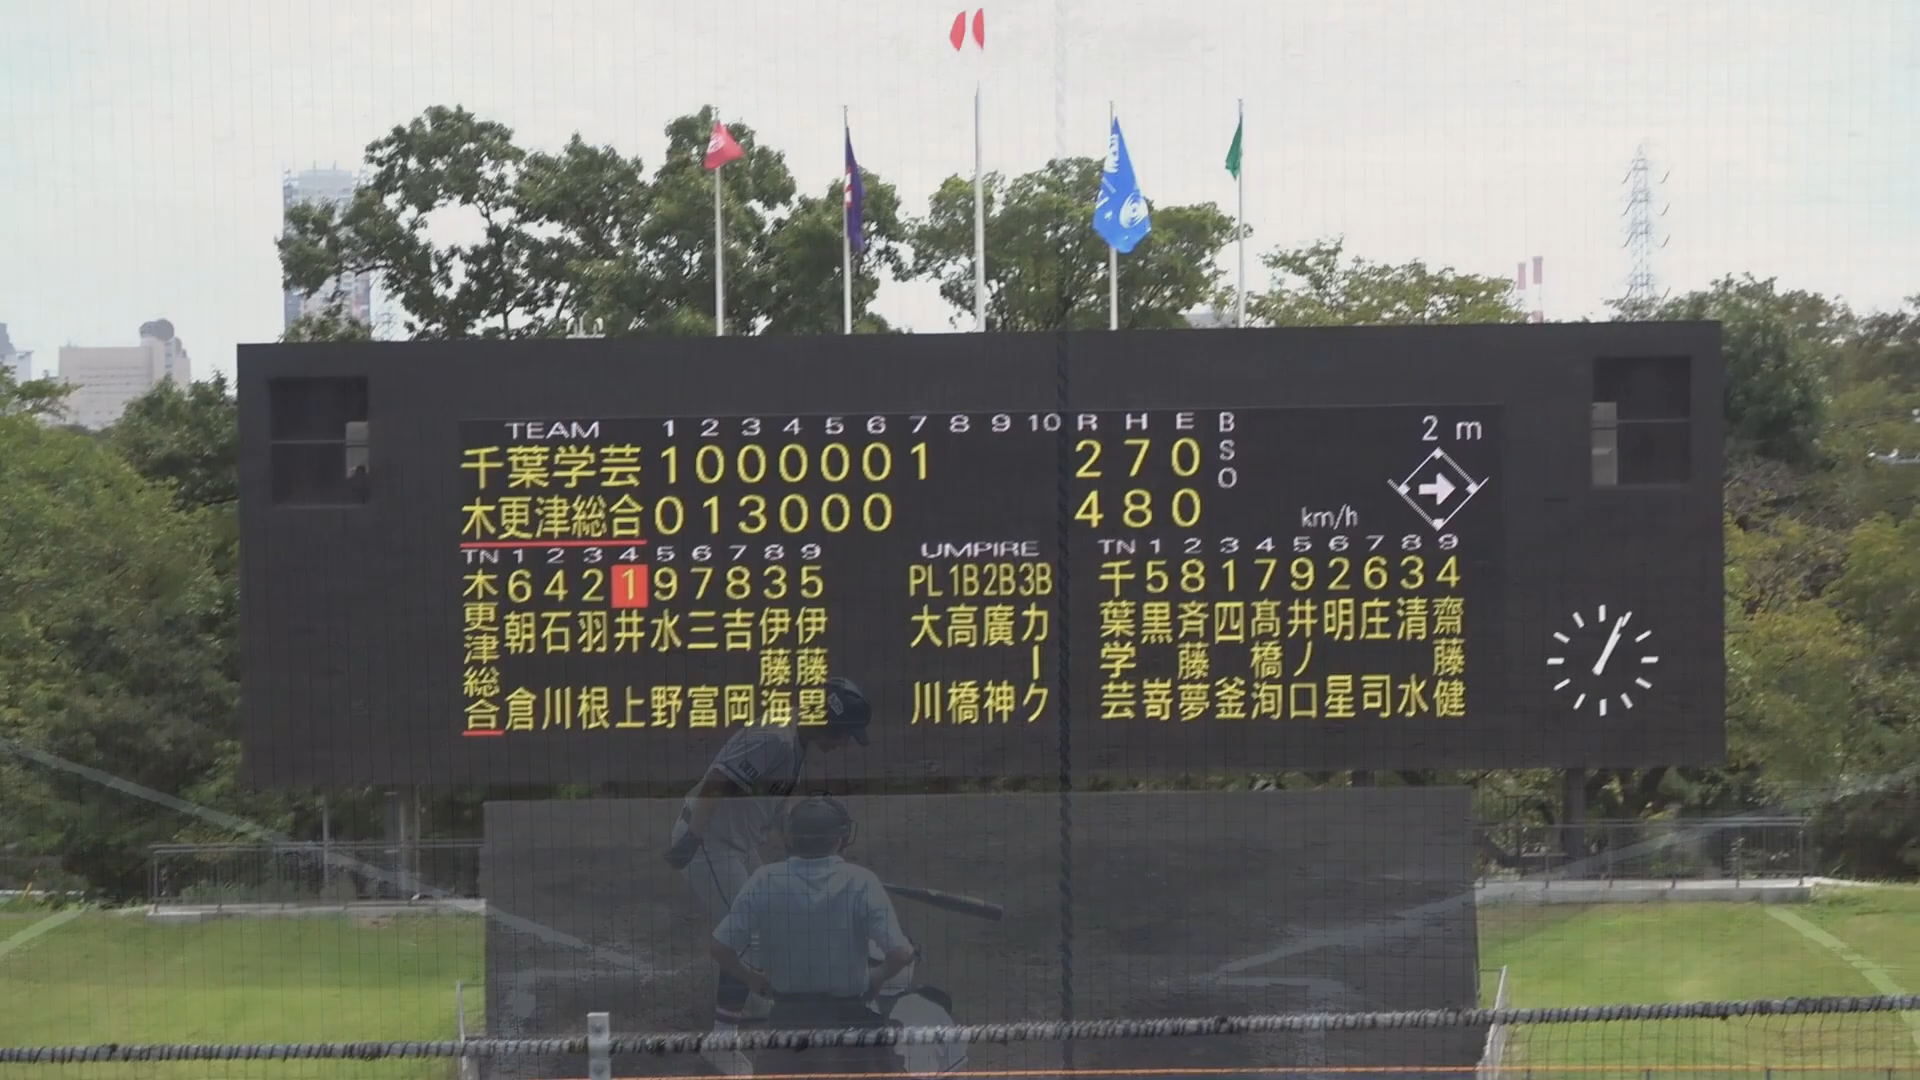 TEAM 1 2 3 4 5 6 7 8 9 10 R H E
千葉学芸 1 0 0 0 0 0 1 2 7 0
木更津総合 0 1 3 0 0 0 4 8 0
B
S
O
2 m
km/h
TN 1 2 3 4 5 6 7 8 9
木更津総合 6 4 2 1 9 7 8 3 5
朝倉 石川 羽根 井上 水野 三富 吉岡 伊藤海 伊藤塁
UMPIRE
PL 1B 2B 3B
大川 高橋 廣神 カーク
TN 1 2 3 4 5 6 7 8 9
千葉学芸 5 8 1 7 9 2 6 3 4
黒嵜 斉藤夢 四釜 髙橋洵 井ノ口 明星 庄司 清水 齋藤健